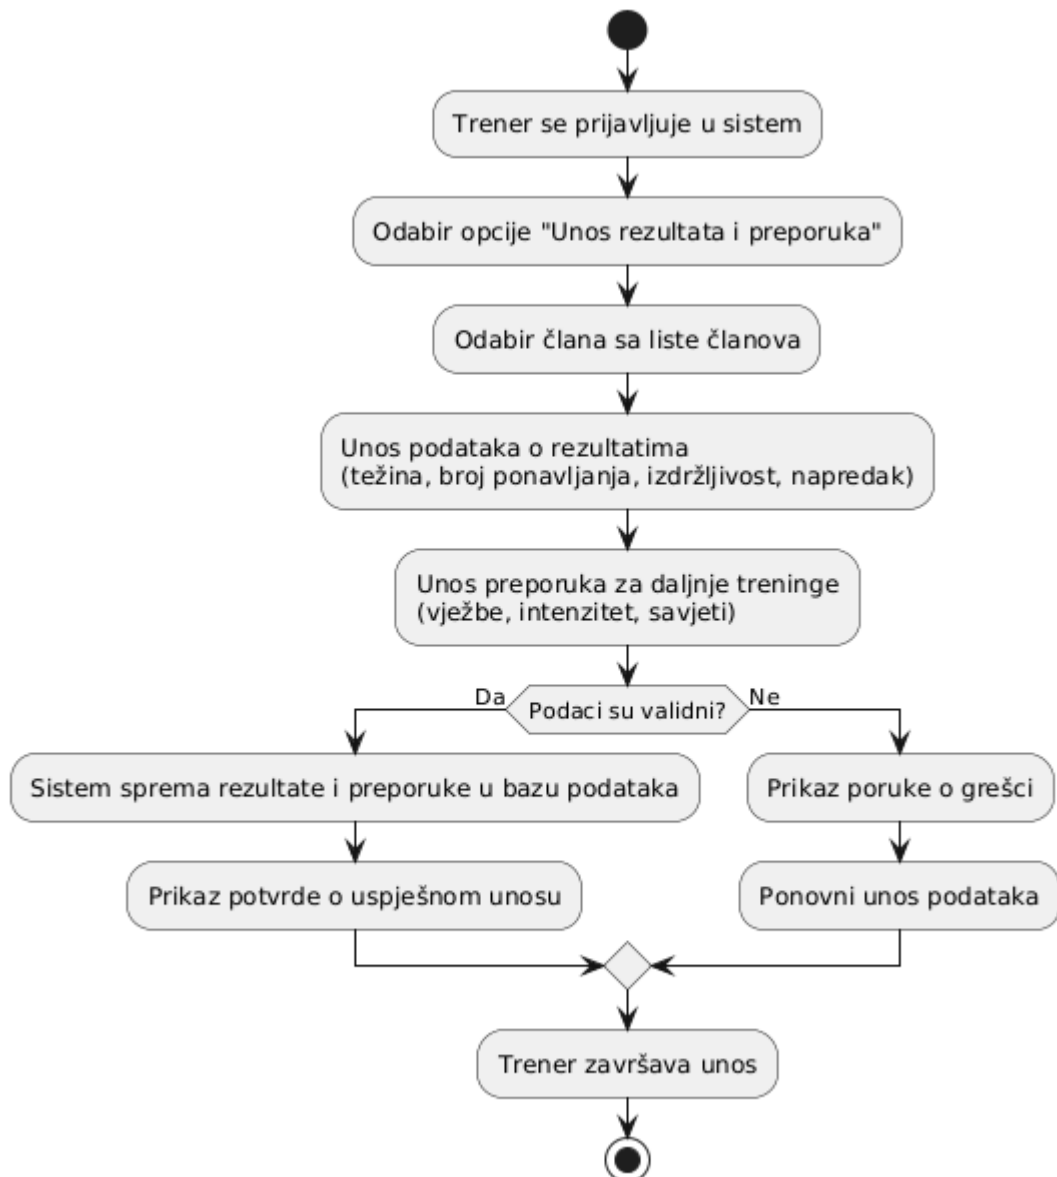 Trener se prijavljuje u sistem
Odabir opcije "Unos rezultata i preporuka"
Odabir člana sa liste članova
Unos podataka o rezultatima
(težina, broj ponavljanja, izdržljivost, napredak)
Unos preporuka za daljnje treninge
(vježbe, intenzitet, savjeti)
Da
Podaci su validni?
Ne
Sistem sprema rezultate i preporuke u bazu podataka
Prikaz poruke o grešci
Prikaz potvrde o uspješnom unosu
Ponovni unos podataka
Trener završava unos